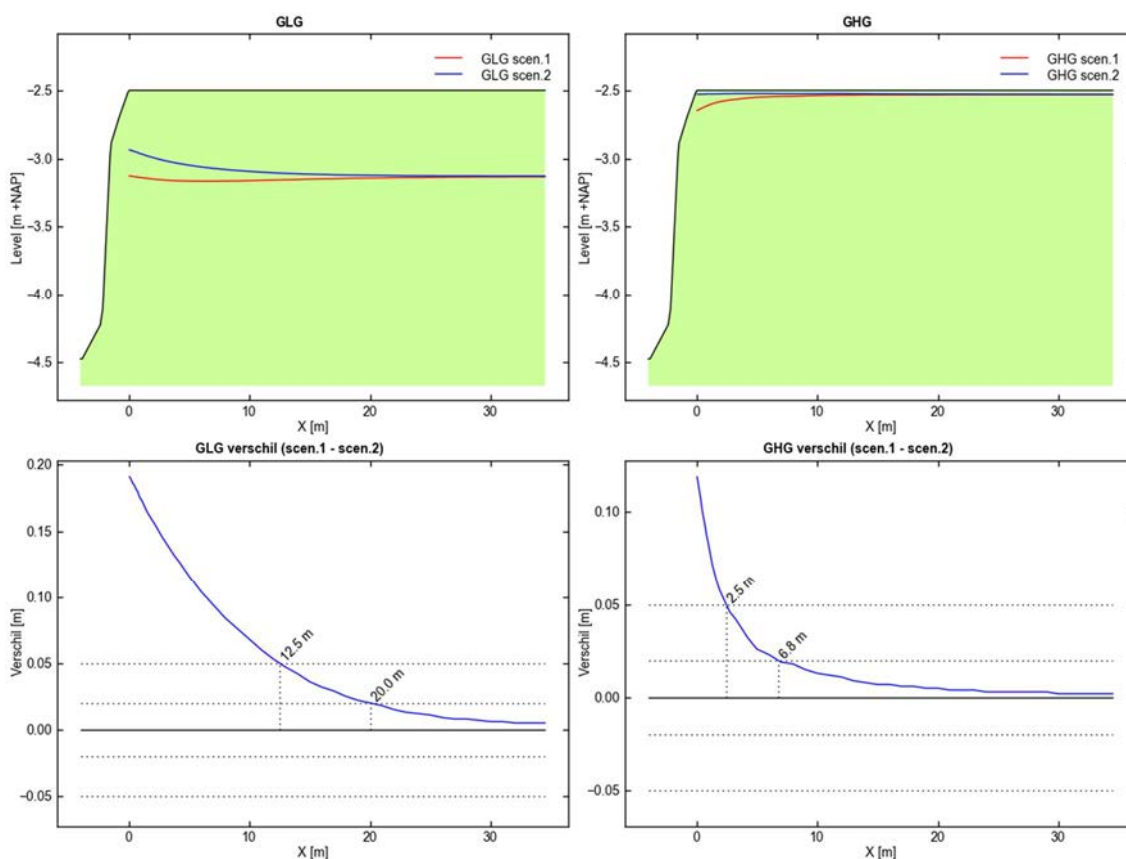 GLG
GLG scen.1
GLG scen.2
Level [m +NAP]
−2.5
−3.0
−3.5
−4.0
−4.5
0
10
20
30
X [m]
GHG
GHG scen.1
GHG scen.2
Level [m +NAP]
−2.5
−3.0
−3.5
−4.0
−4.5
0
10
20
30
X [m]
GLG verschil (scen.1 - scen.2)
Verschil [m]
0.20
0.15
0.10
0.05
0.00
−0.05
12.5 m
20.0 m
0
10
20
30
X [m]
GHG verschil (scen.1 - scen.2)
Verschil [m]
0.10
0.05
0.00
−0.05
2.5 m
6.8 m
0
10
20
30
X [m]